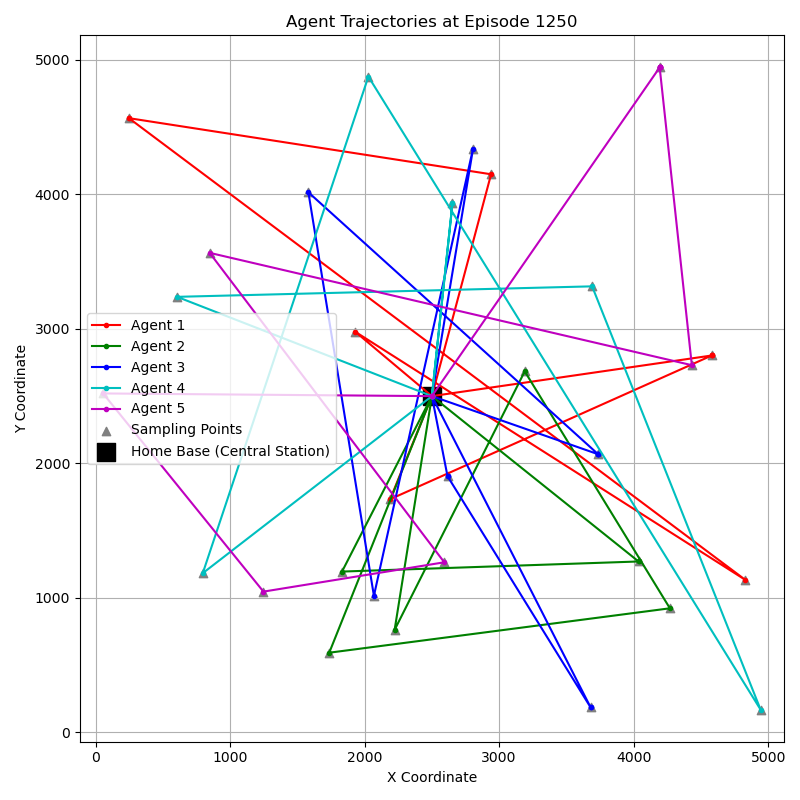 Agent Trajectories at Episode 1250
Y Coordinate
5000
4000
3000
2000
1000
0
Agent 1
Agent 2
Agent 3
Agent 4
Agent 5
Sampling Points
Home Base (Central Station)
0 1000 2000 3000 4000 5000
X Coordinate